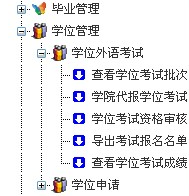 毕业管理
学位管理
学位外语考试
查看学位考试批次
学院代报学位考试
学位考试资格审核
导出考试报名名单
查看学位考试成绩
学位申请